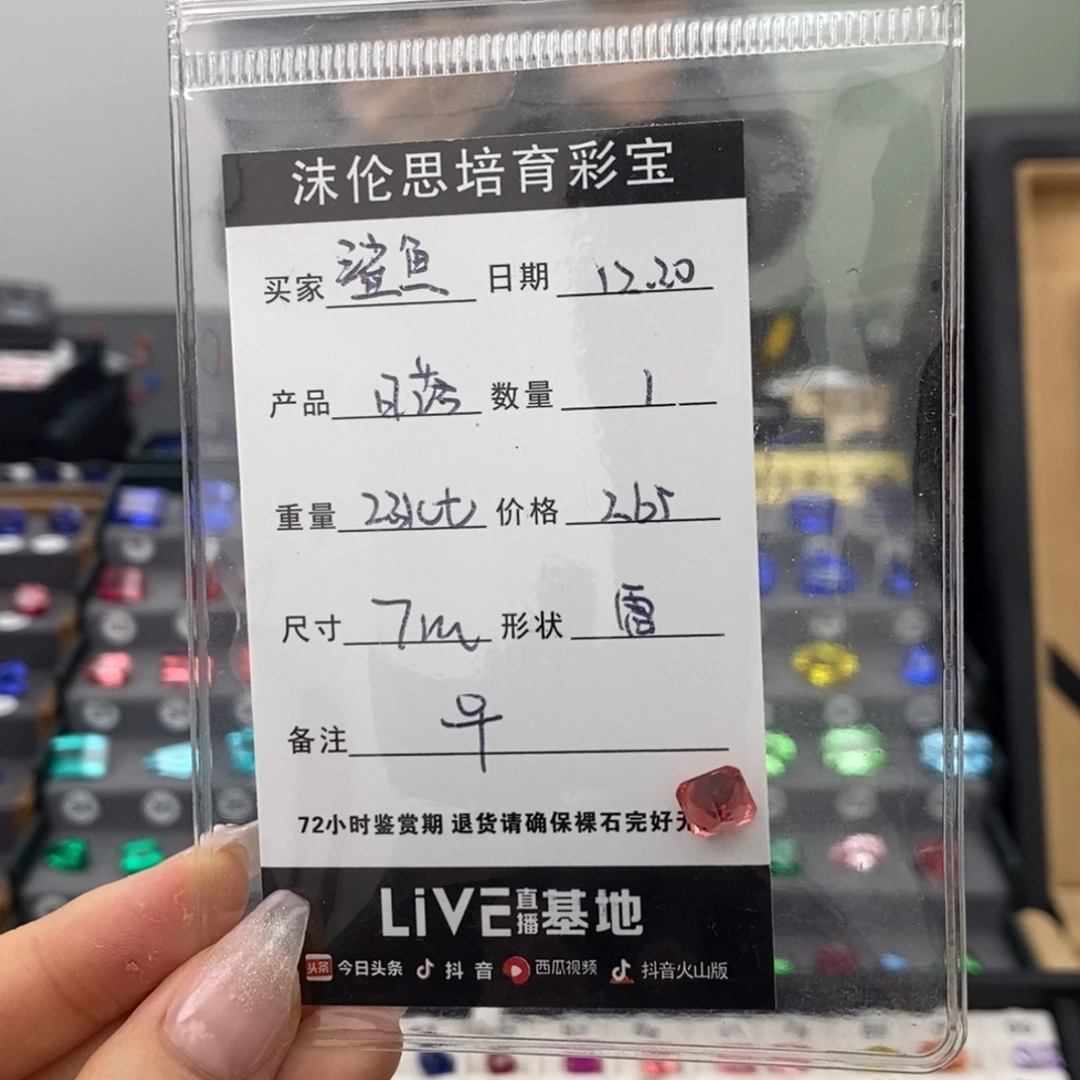 沫伦思培育彩宝
买家 鲨鱼 日期 12.20
产品 日落 数量 1
重量 2.31ct 价格 265
尺寸 7m 形状 雷
备注 早
72小时鉴赏期 退货请确保裸石完好无
LiVE直播基地
头条 今日头条 抖音 西瓜视频 抖音火山版